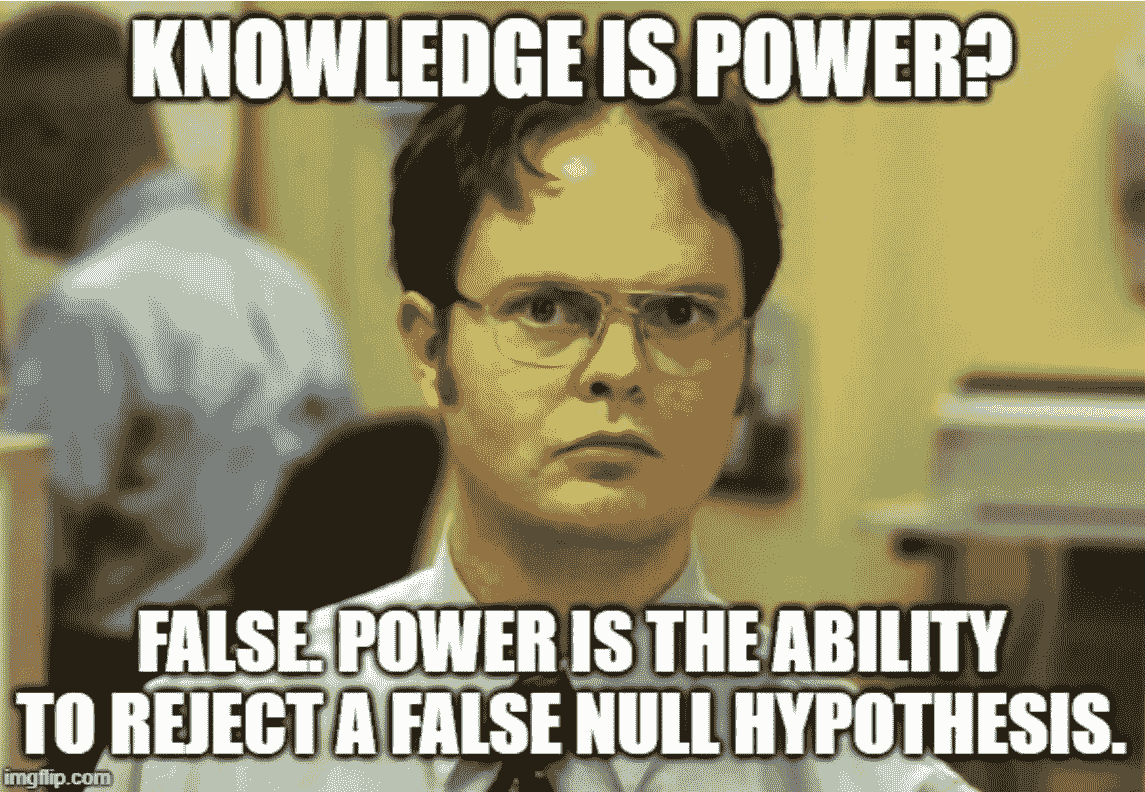 KNOWLEDGE IS POWER?
FALSE. POWER IS THE ABILITY
TO REJECT A FALSE NULL HYPOTHESIS.
imgflip.com